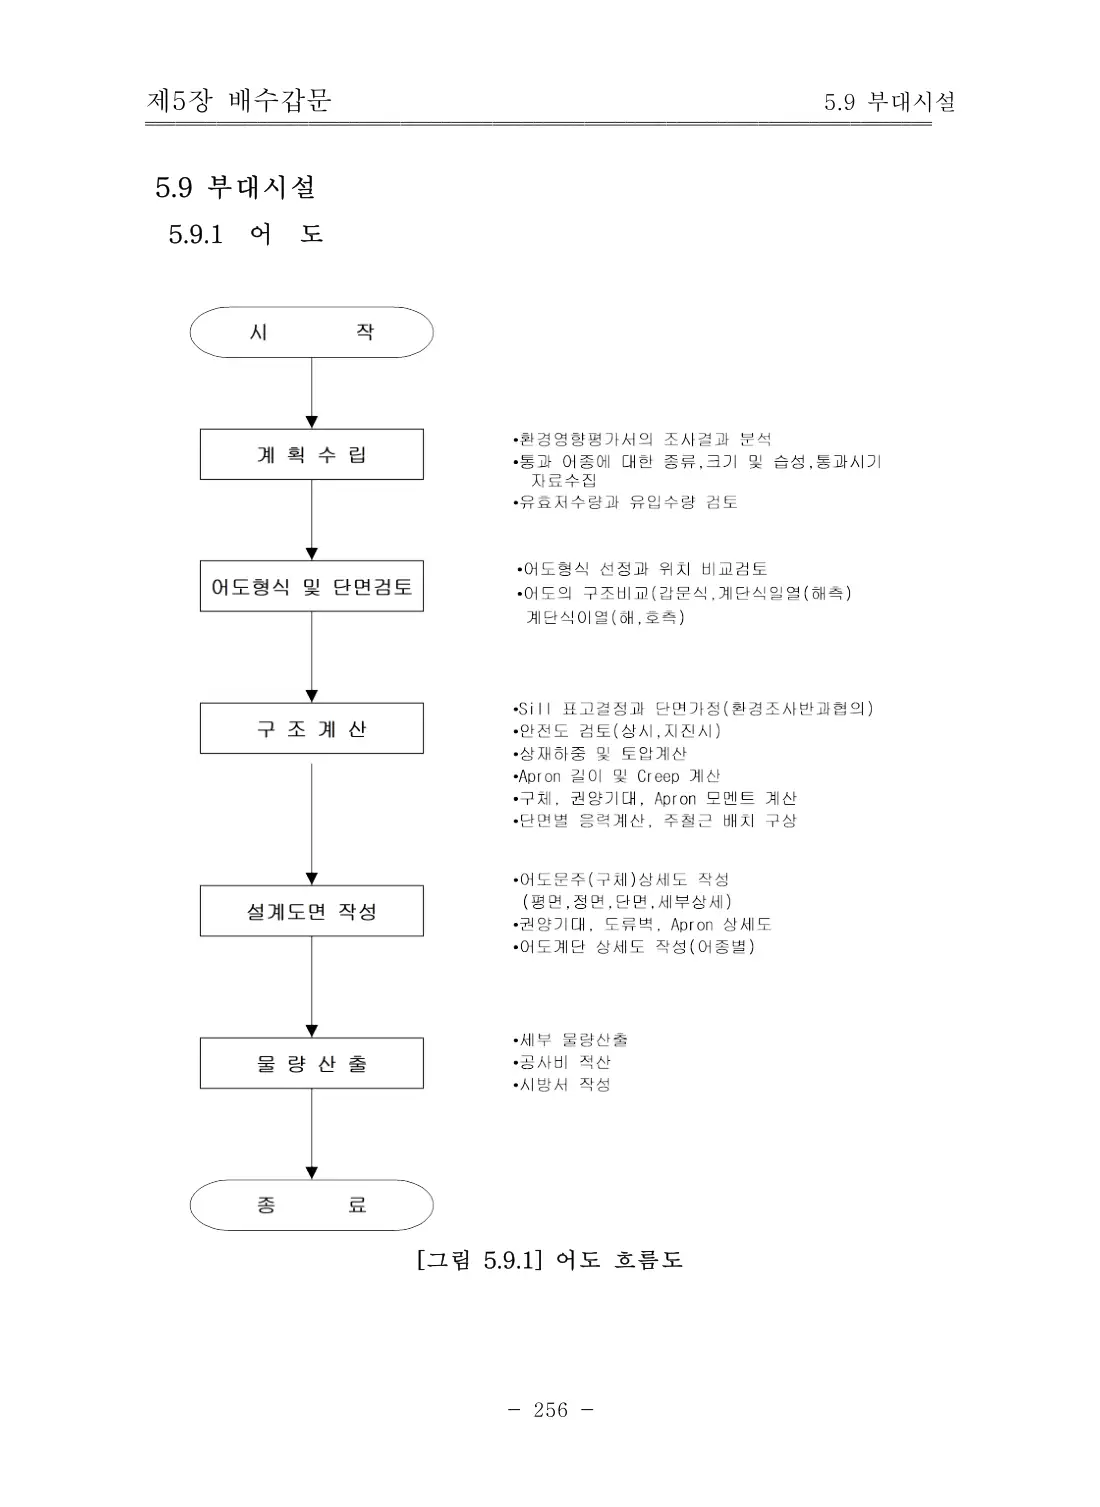 제5장 배수갑문
5.9 부대시설
5.9 부대시설
5.9.1 어 도
시 작
계 획 수 립
•환경영향평가서의 조사결과 분석
•통과 어종에 대한 종류,크기 및 습성,통과시기
자료수집
•유효저수량과 유입수량 검토
어도형식 및 단면검토
•어도형식 선정과 위치 비교검토
•어도의 구조비교(갑문식,계단식일열(해측)
계단식이열(해,호측)
구 조 계 산
•Sill 표고결정과 단면가정(환경조사반과협의)
•안전도 검토(상시,지진시)
•상재하중 및 토압계산
•Apron 길이 및 Creep 계산
•구체, 권양기대, Apron 모멘트 계산
•단면별 응력계산, 주철근 배치 구상
설계도면 작성
•어도문주(구체)상세도 작성
(평면,정면,단면,세부상세)
•권양기대, 도류벽, Apron 상세도
•어도계단 상세도 작성(어종별)
물 량 산 출
•세부 물량산출
•공사비 적산
•시방서 작성
종 료
[그림 5.9.1] 어도 흐름도
- 256 -